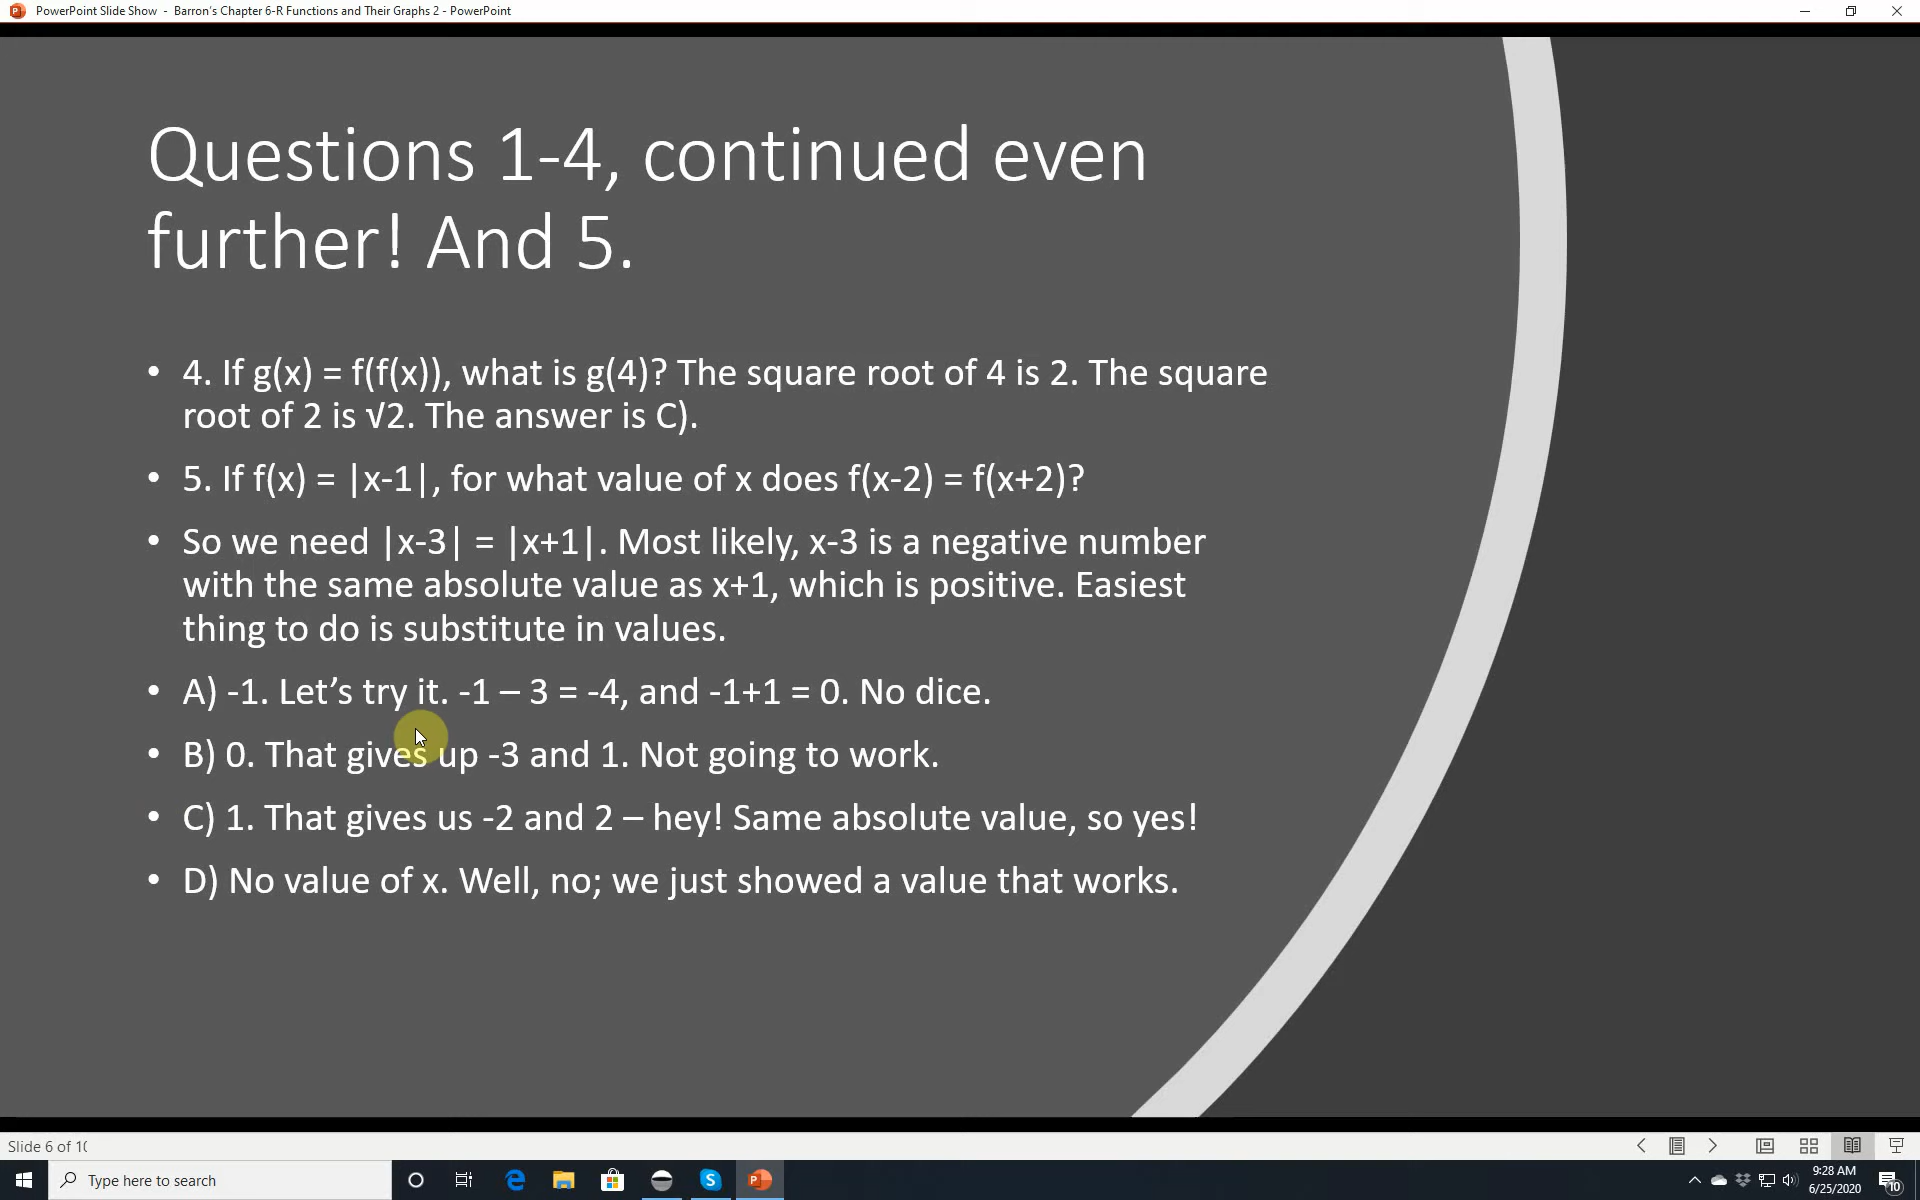 PowerPoint Slide Show - Barron's Chapter 6-R Functions and Their Graphs 2 - PowerPoint
Questions 1-4, continued even
further! And 5.
• 4. If g(x) = f(f(x)), what is g(4)? The square root of 4 is 2. The square
root of 2 is √2. The answer is C).
• 5. If f(x) = |x-1|, for what value of x does f(x-2) = f(x+2)?
• So we need |x-3| = |x+1|. Most likely, x-3 is a negative number
with the same absolute value as x+1, which is positive. Easiest
thing to do is substitute in values.
• A) -1. Let’s try it. -1 – 3 = -4, and -1+1 = 0. No dice.
• B) 0. That gives up -3 and 1. Not going to work.
• C) 1. That gives us -2 and 2 – hey! Same absolute value, so yes!
• D) No value of x. Well, no; we just showed a value that works.
Slide 6 of 10
Type here to search
9:28 AM
6/25/2020
10